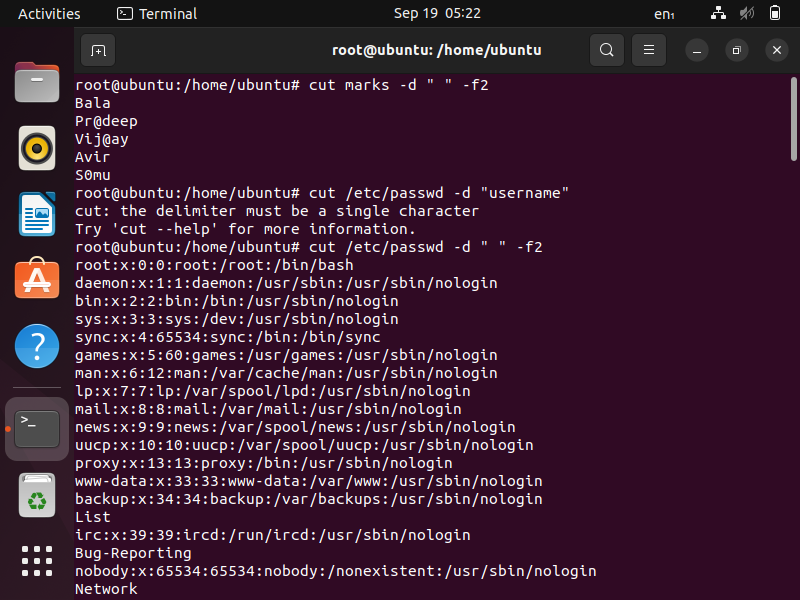 Activities
Terminal
Sep 19 05:22
en₁
root@ubuntu: /home/ubuntu
root@ubuntu:/home/ubuntu# cut marks -d " " -f2
Bala
Pr@deep
Vij@ay
Avir
S0mu
root@ubuntu:/home/ubuntu# cut /etc/passwd -d "username"
cut: the delimiter must be a single character
Try 'cut --help' for more information.
root@ubuntu:/home/ubuntu# cut /etc/passwd -d " " -f2
root:x:0:0:root:/root:/bin/bash
daemon:x:1:1:daemon:/usr/sbin:/usr/sbin/nologin
bin:x:2:2:bin:/bin:/usr/sbin/nologin
sys:x:3:3:sys:/dev:/usr/sbin/nologin
sync:x:4:65534:sync:/bin:/bin/sync
games:x:5:60:games:/usr/games:/usr/sbin/nologin
man:x:6:12:man:/var/cache/man:/usr/sbin/nologin
lp:x:7:7:lp:/var/spool/lpd:/usr/sbin/nologin
mail:x:8:8:mail:/var/mail:/usr/sbin/nologin
news:x:9:9:news:/var/spool/news:/usr/sbin/nologin
uucp:x:10:10:uucp:/var/spool/uucp:/usr/sbin/nologin
proxy:x:13:13:proxy:/bin:/usr/sbin/nologin
www-data:x:33:33:www-data:/var/www:/usr/sbin/nologin
backup:x:34:34:backup:/var/backups:/usr/sbin/nologin
List
irc:x:39:39:ircd:/run/ircd:/usr/sbin/nologin
Bug-Reporting
nobody:x:65534:65534:nobody:/nonexistent:/usr/sbin/nologin
Network